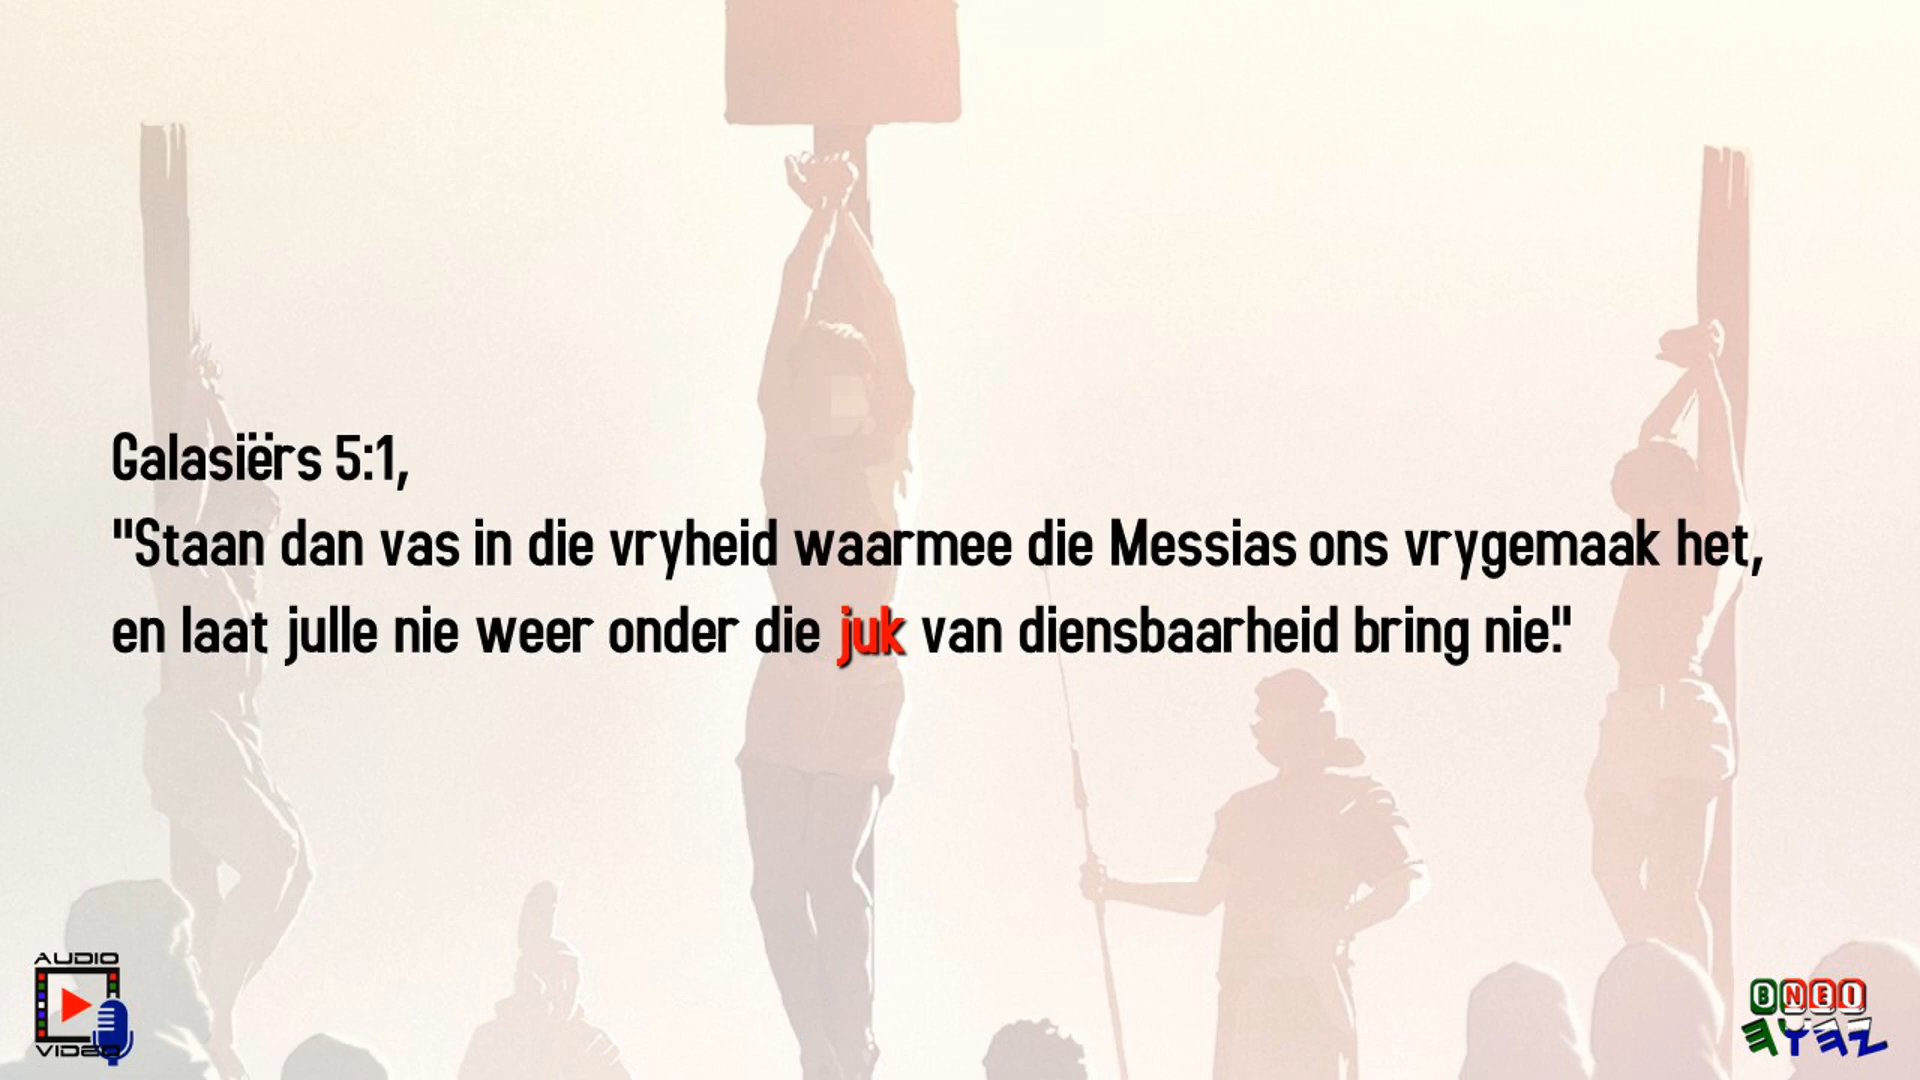 Galasiërs 5:1,
"Staan dan vas in die vryheid waarmee die Messias ons vrygemaak het,
en laat julle nie weer onder die juk van diensbaarheid bring nie."
AUDIO
VIDEO
BNEI